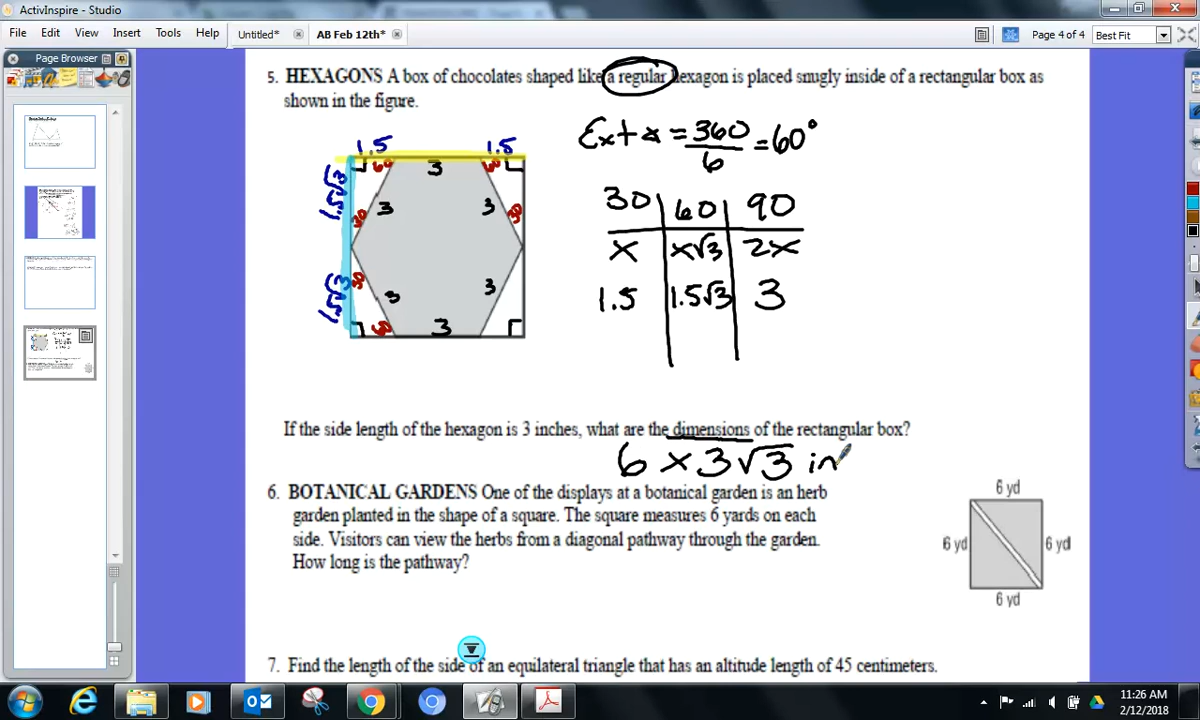 ActivInspire - Studio
File Edit View Insert Tools Help
Untitled*
AB Feb 12th*
Page 4 of 4
Best Fit
Page Browser
5. HEXAGONS A box of chocolates shaped like a regular hexagon is placed snugly inside of a rectangular box as
shown in the figure.
Ext ∡ = 360/6 = 60°
1.5 1.5
60 3 60
1.5√3 30 3 3 30
1.5√3 30 3 3
60 3
30 60 90
x x√3 2x
1.5 1.5√3 3
If the side length of the hexagon is 3 inches, what are the dimensions of the rectangular box?
6 x 3√3 in
6. BOTANICAL GARDENS One of the displays at a botanical garden is an herb
garden planted in the shape of a square. The square measures 6 yards on each
side. Visitors can view the herbs from a diagonal pathway through the garden.
How long is the pathway?
6 yd
6 yd 6 yd
6 yd
7. Find the length of the side of an equilateral triangle that has an altitude length of 45 centimeters.
11:26 AM
2/12/2018